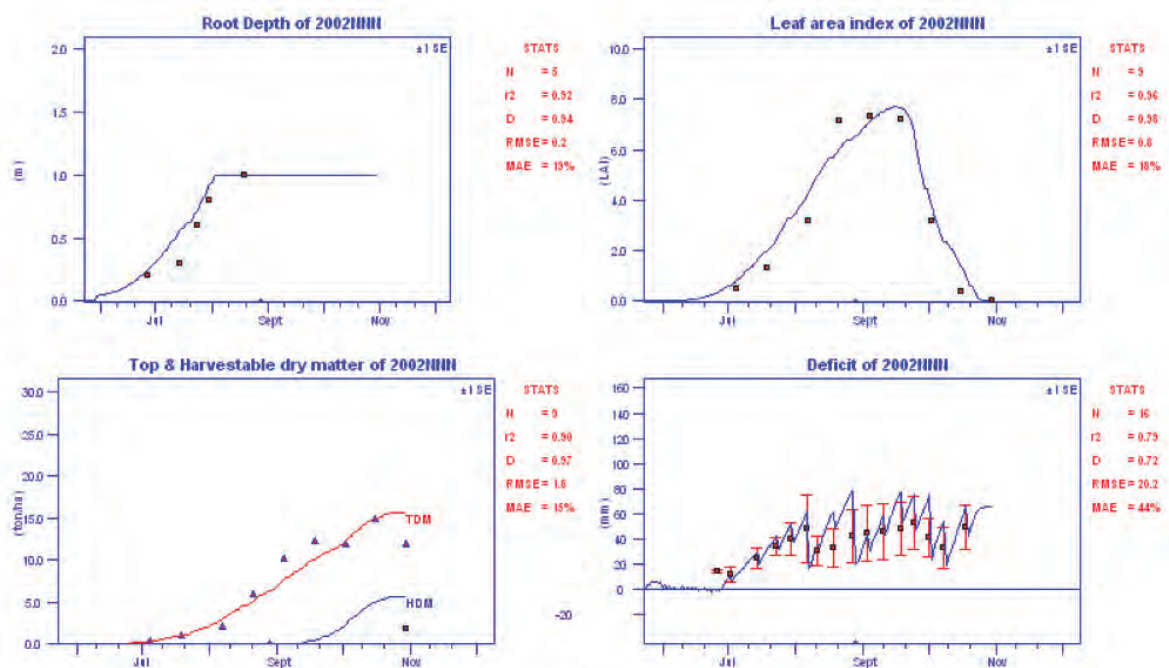 Root Depth of 2002NNN
±1 SE
2.0
1.5
1.0
0.5
0.0
(m)
Jul
Sept
Nov
STATS
N = 5
r2 = 0.92
D = 0.94
RMSE = 0.2
MAE = 19%
Leaf area index of 2002NNN
±1 SE
10.0
8.0
6.0
4.0
2.0
0.0
(LAI)
Jul
Sept
Nov
STATS
N = 9
r2 = 0.96
D = 0.98
RMSE = 0.8
MAE = 18%
Top & Harvestable dry matter of 2002NNN
±1 SE
30.0
25.0
20.0
15.0
10.0
5.0
0.0
(ton/ha)
TDM
HDM
Jul
Sept
Nov
STATS
N = 9
r2 = 0.90
D = 0.97
RMSE = 1.8
MAE = 15%
Deficit of 2002NNN
±1 SE
160
140
120
100
80
60
40
20
0
-20
(mm)
Jul
Sept
Nov
STATS
N = 16
r2 = 0.79
D = 0.72
RMSE = 20.2
MAE = 44%